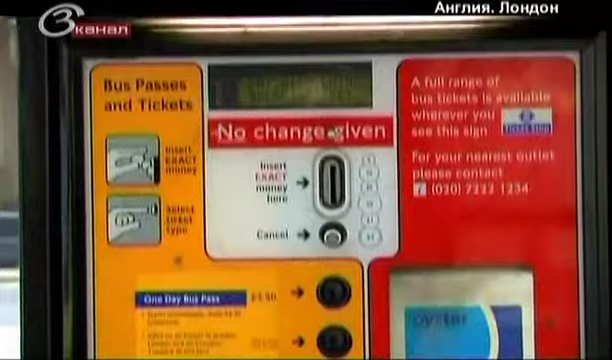 3 КАНАЛ
Англия. Лондон
Bus Passes
and Tickets
No change given
Insert
EXACT
money
Select
ticket
type
Insert
EXACT
money
here
Cancel
A full range of
bus tickets is available
wherever you
see this sign
For your nearest outlet
please contact
(020) 7222 1234
One Day Bus Pass
oyster